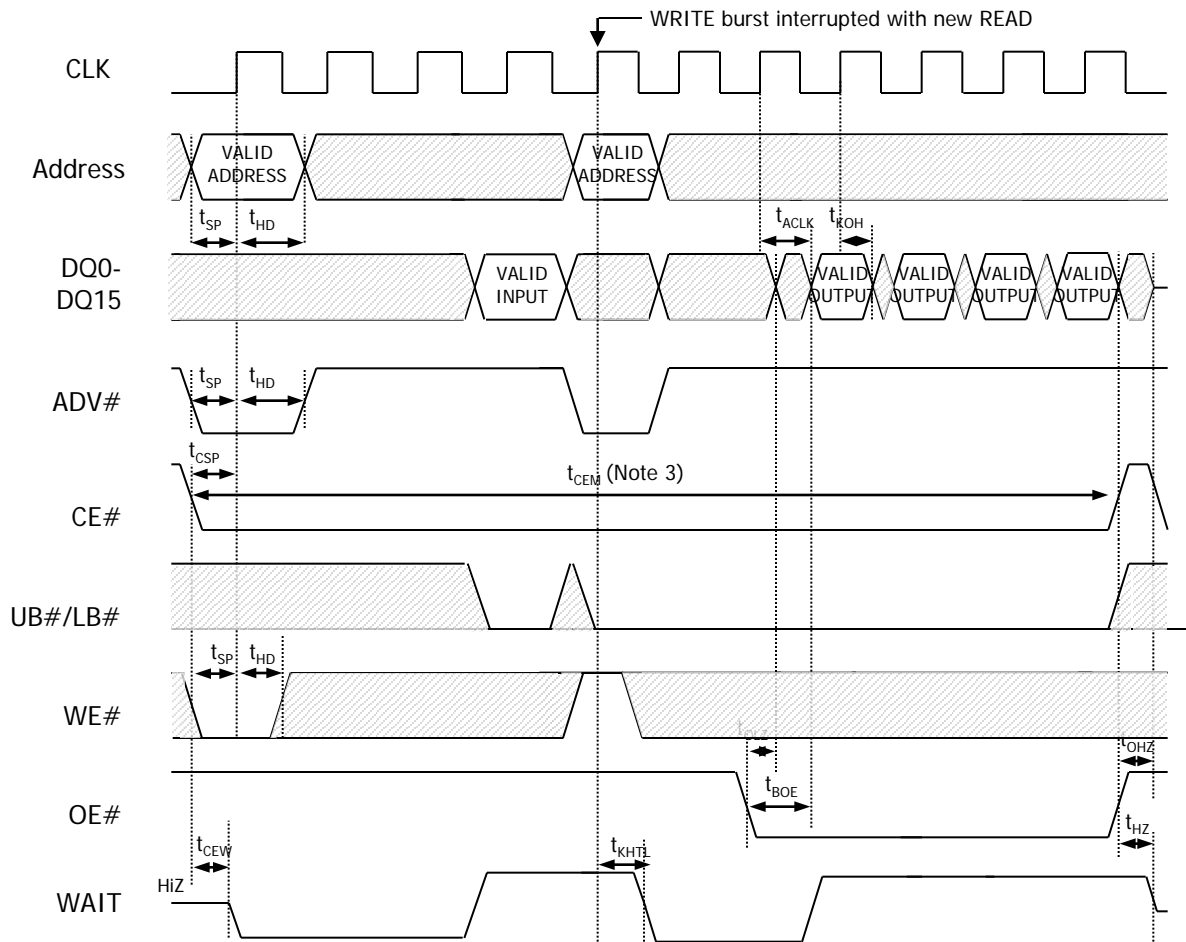 WRITE burst interrupted with new READ
CLK
Address
VALID
ADDRESS
VALID
ADDRESS
tSP
tHD
tACLK
tKOH
DQ0-
DQ15
VALID
INPUT
VALID
OUTPUT
VALID
OUTPUT
VALID
OUTPUT
VALID
OUTPUT
tSP
tHD
ADV#
tCSP
tCEM (Note 3)
CE#
UB#/LB#
tSP
tHD
WE#
tOLZ
tOHZ
tBOE
OE#
tCEW
tKHTL
tHZ
HiZ
WAIT